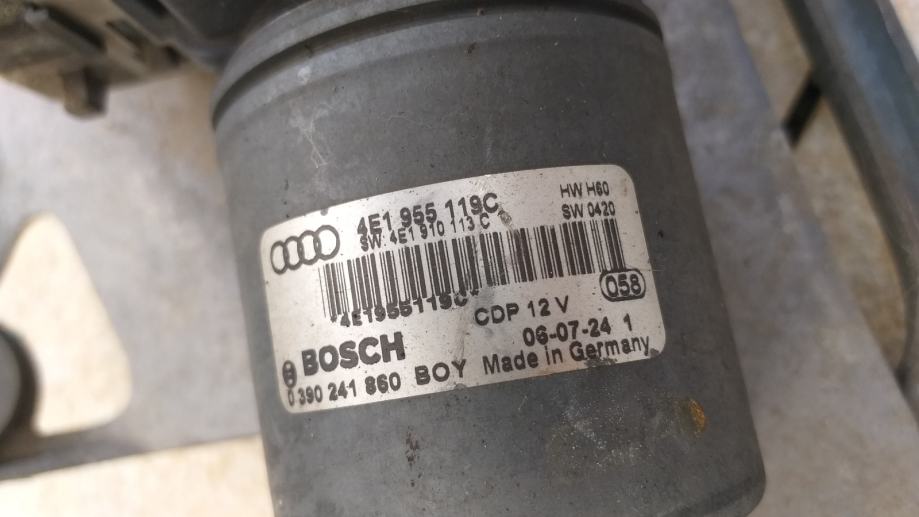 4E1 955 119C
SW: 4E1 910 113 C
HW H60
SW 0420
*4E1955119C*
CDP 12 V
058
06-07-24 1
BOSCH
Made in Germany
0 390 241 860 BOY